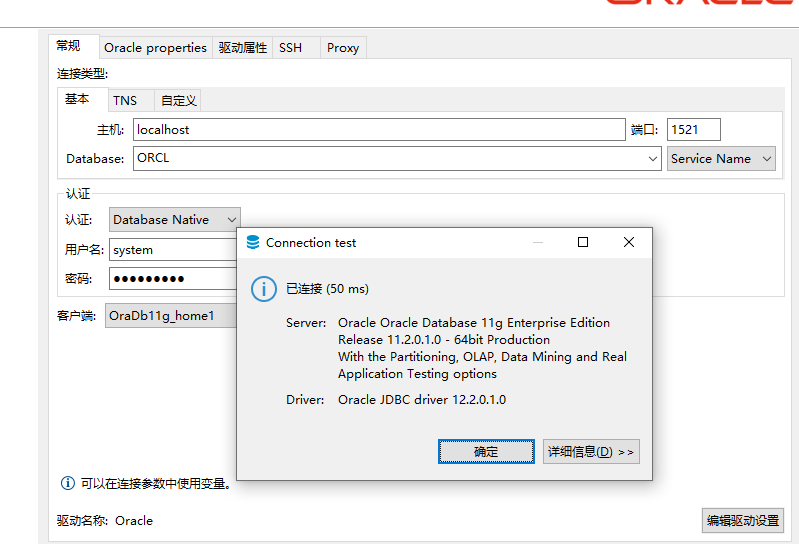 ORACLE
常规 Oracle properties 驱动属性 SSH Proxy
连接类型:
基本 TNS 自定义
主机: localhost 端口: 1521
Database: ORCL Service Name
认证
认证: Database Native
用户名: system
密码: ●●●●●●●●●
客户端: OraDb11g_home1
Connection test
已连接 (50 ms)
Server: Oracle Oracle Database 11g Enterprise Edition
Release 11.2.0.1.0 - 64bit Production
With the Partitioning, OLAP, Data Mining and Real
Application Testing options
Driver: Oracle JDBC driver 12.2.0.1.0
确定 详细信息(D) >>
可以在连接参数中使用变量。
驱动名称: Oracle 编辑驱动设置